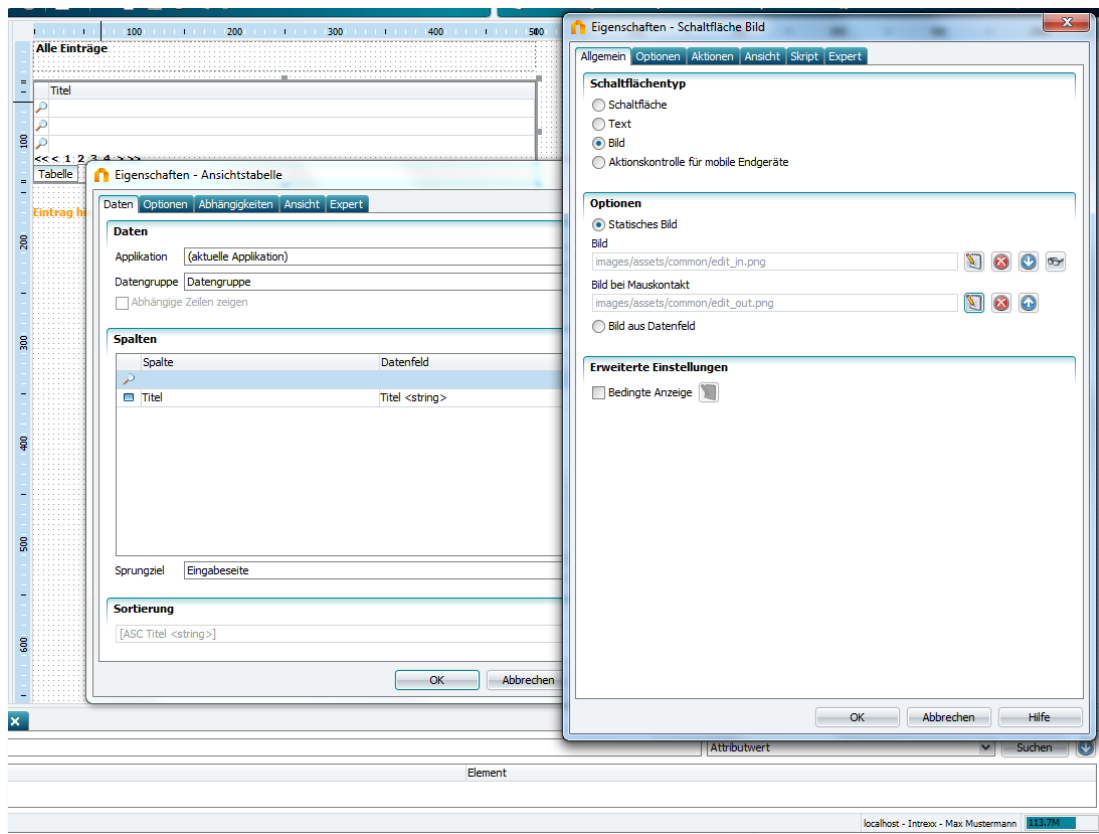 100
200
300
400
500
Alle Einträge
Titel
<< < 1 2 3 4 > >>
Tabelle
Eintrag hi
100
200
300
400
500
600
Eigenschaften - Ansichtstabelle
Daten
Optionen
Abhängigkeiten
Ansicht
Expert
Daten
Applikation
(aktuelle Applikation)
Datengruppe
Datengruppe
Abhängige Zeilen zeigen
Spalten
Spalte
Datenfeld
Titel
Titel <string>
Sprungziel
Eingabeseite
Sortierung
[ASC Titel <string>]
OK
Abbrechen
Eigenschaften - Schaltfläche Bild
Allgemein
Optionen
Aktionen
Ansicht
Skript
Expert
Schaltflächentyp
Schaltfläche
Text
Bild
Aktionskontrolle für mobile Endgeräte
Optionen
Statisches Bild
Bild
images/assets/common/edit_in.png
Bild bei Mauskontakt
images/assets/common/edit_out.png
Bild aus Datenfeld
Erweiterte Einstellungen
Bedingte Anzeige
OK
Abbrechen
Hilfe
Attributwert
Suchen
Element
localhost - Intrexx - Max Mustermann
113.7M